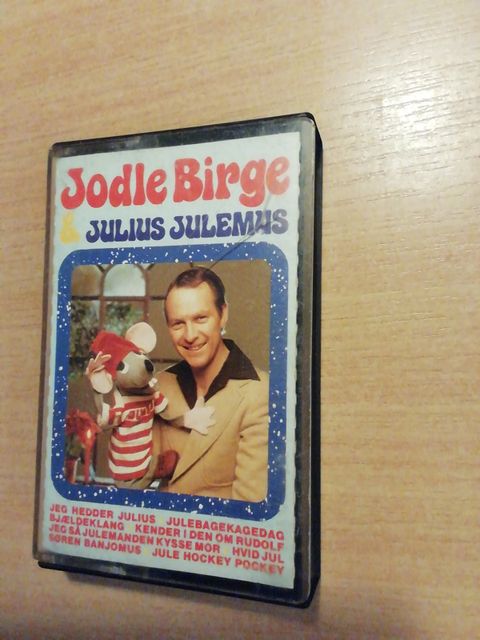 Jodle Birge
& JULIUS JULEMUS
JEG HEDDER JULIUS JULEBAGEKAGEDAG
BJÆLDEKLANG KENDER I DEN OM RUDOLF
JEG SÅ JULEMANDEN KYSSE MOR HVID JUL
SØREN BANJOMUS JULE HOCKEY POCKEY